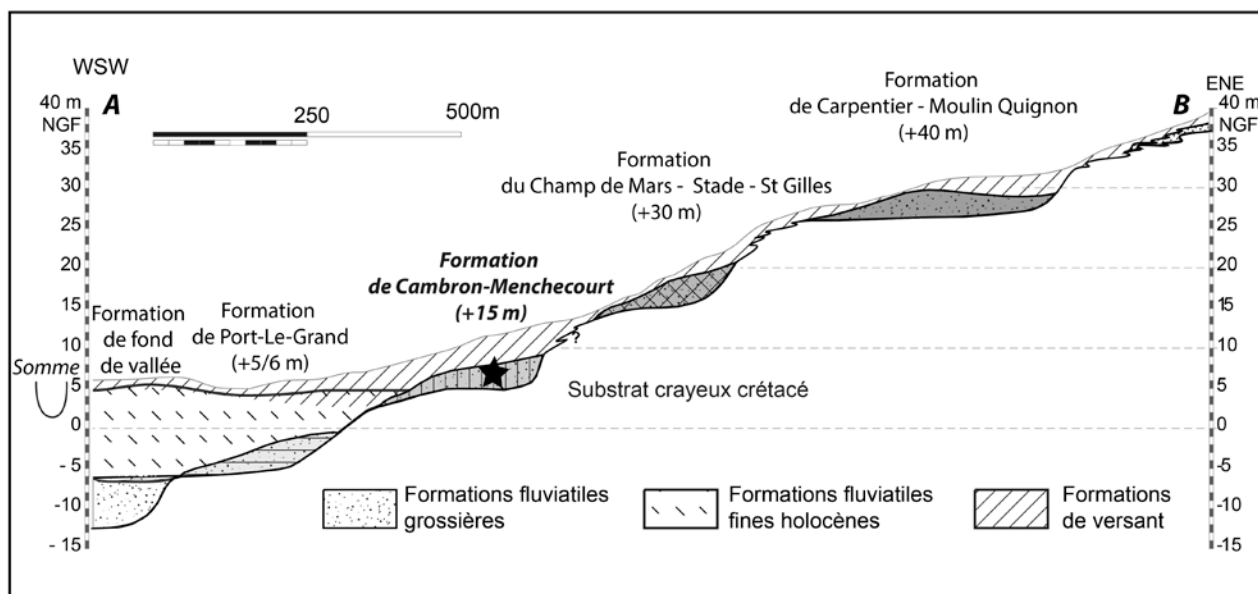 WSW
A
40 m
NGF
35
30
25
20
15
10
5
0
- 5
-10
- 15
250
500m
Formation
de Carpentier - Moulin Quignon
(+40 m)
B
ENE
40 m
NGF
35
30
25
20
15
10
5
0
-5
-10
-15
Formation
du Champ de Mars - Stade - St Gilles
(+30 m)
Formation
de Cambron-Menchecourt
(+15 m)
Formation
de fond
de vallée
Formation
de Port-Le-Grand
(+5/6 m)
Somme
?
Substrat crayeux crétacé
Formations fluviatiles
grossières
Formations fluviatiles
fines holocènes
Formations
de versant